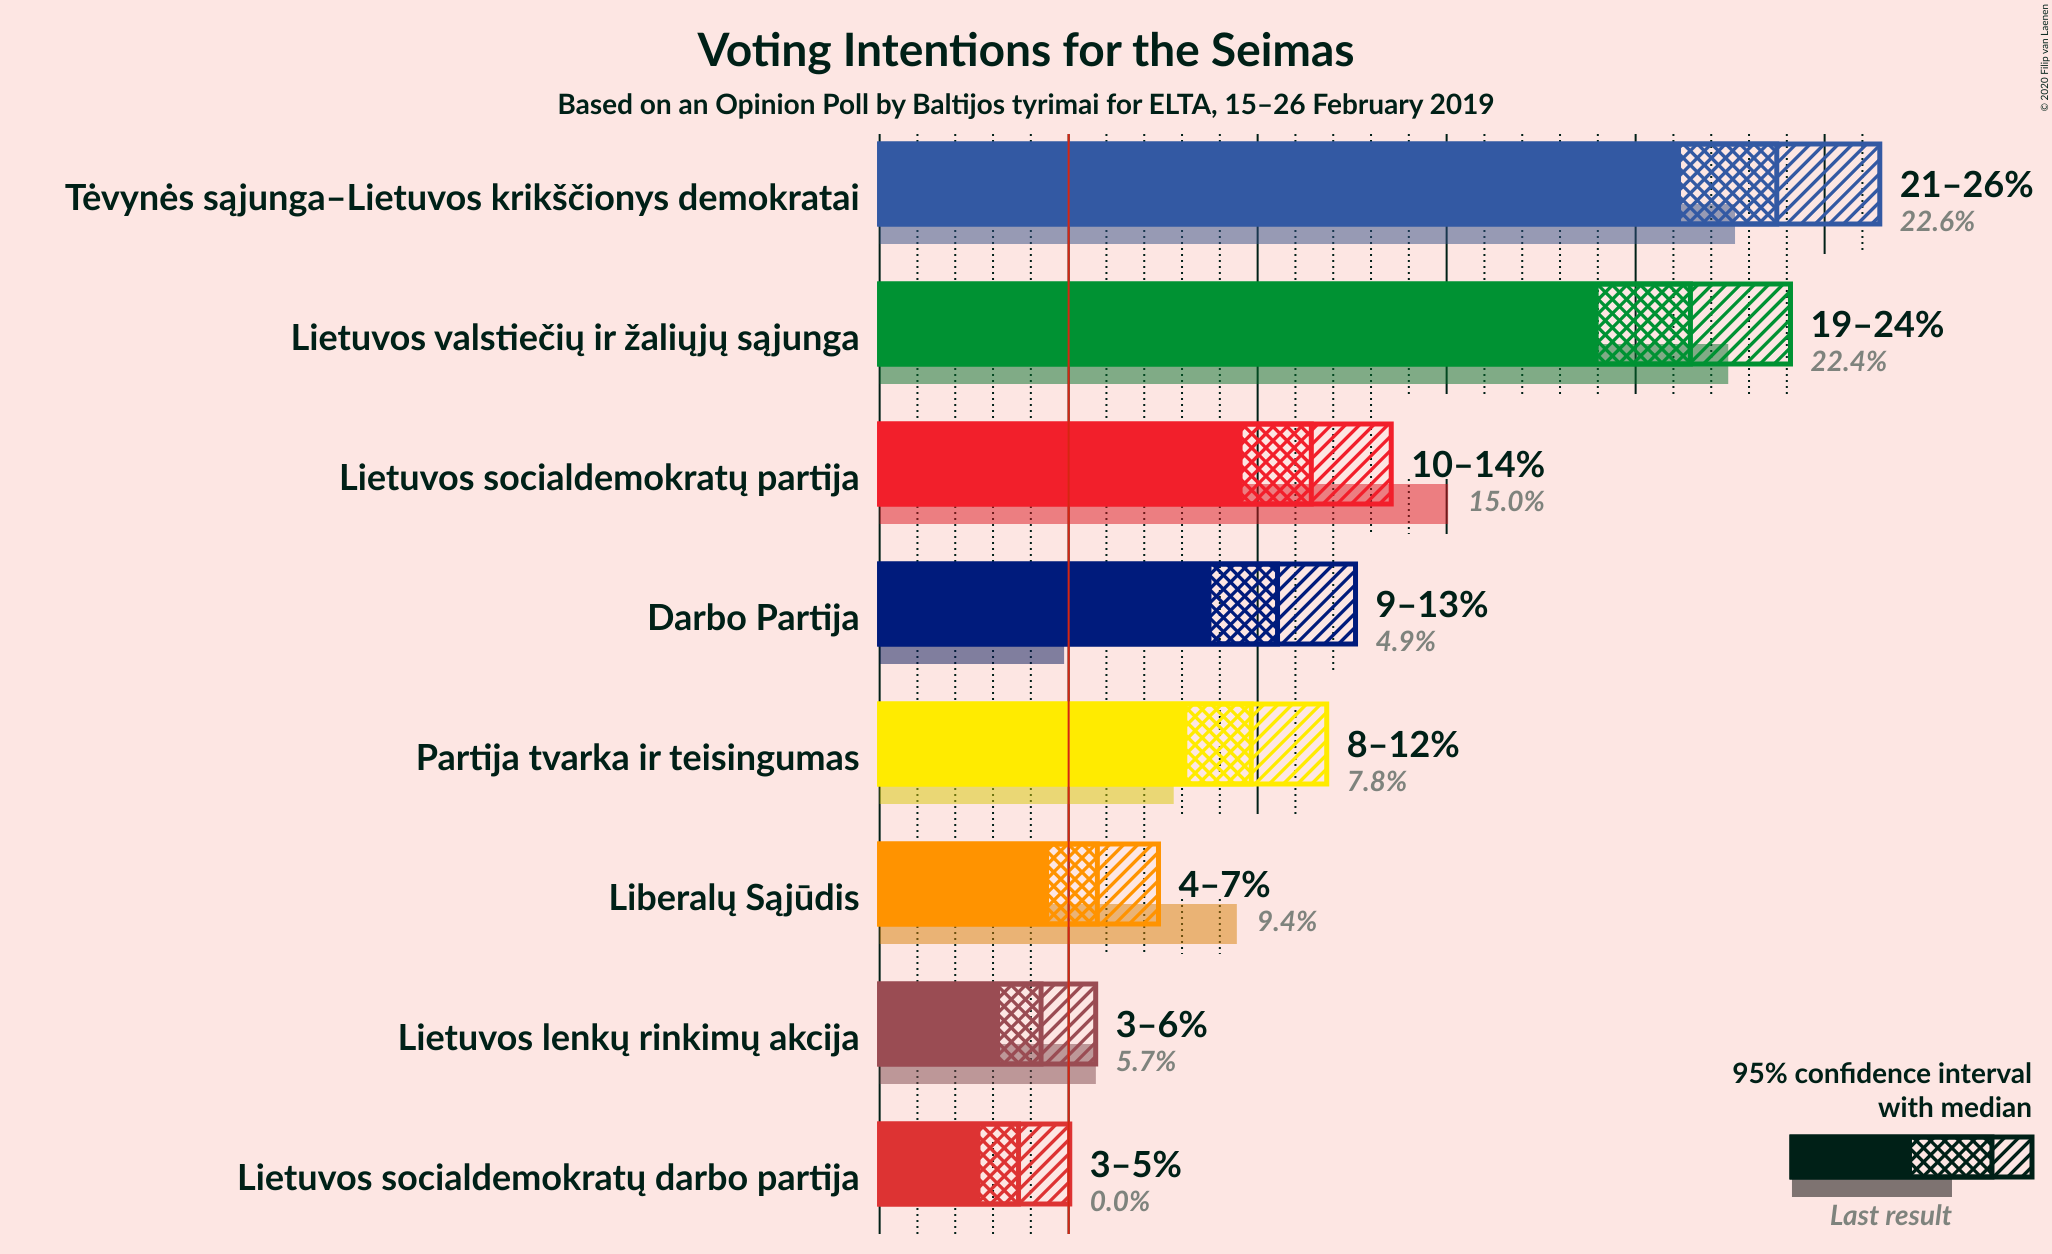 Voting Intentions for the Seimas
Based on an Opinion Poll by Baltijos tyrimai for ELTA, 15–26 February 2019
© 2020 Filip van Laenen
Tėvynės sąjunga–Lietuvos krikščionys demokratai
21–26%
22.6%
Lietuvos valstiečių ir žaliųjų sąjunga
19–24%
22.4%
Lietuvos socialdemokratų partija
10–14%
15.0%
Darbo Partija
9–13%
4.9%
Partija tvarka ir teisingumas
8–12%
7.8%
Liberalų Sąjūdis
4–7%
9.4%
Lietuvos lenkų rinkimų akcija
3–6%
5.7%
Lietuvos socialdemokratų darbo partija
3–5%
0.0%
95% confidence interval
with median
Last result